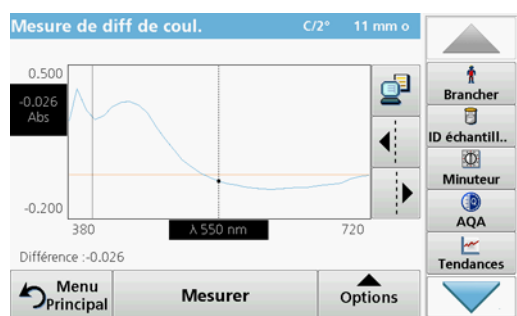 Mesure de diff de coul. C/2° 11 mm o
0.500
-0.026
Abs
-0.200
380 λ 550 nm 720
Différence :-0.026
Menu
Principal
Mesurer
Options
Brancher
ID échantill..
Minuteur
AQA
Tendances